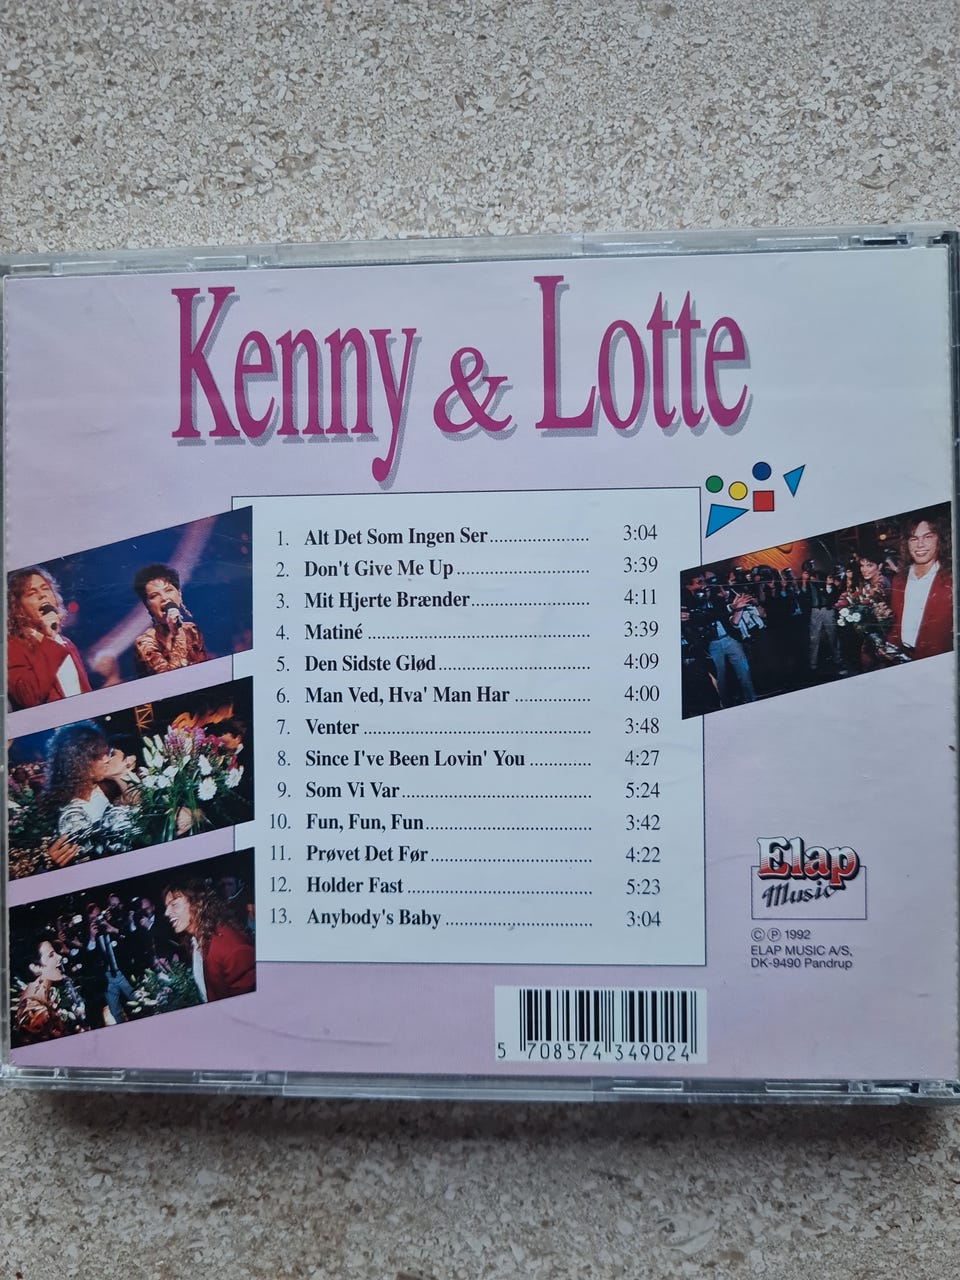 Kenny & Lotte
1. Alt Det Som Ingen Ser.................... 3:04
2. Don't Give Me Up.......................... 3:39
3. Mit Hjerte Brænder........................ 4:11
4. Matiné ............................................. 3:39
5. Den Sidste Glød.............................. 4:09
6. Man Ved, Hva' Man Har ............... 4:00
7. Venter .............................................. 3:48
8. Since I've Been Lovin' You ............ 4:27
9. Som Vi Var...................................... 5:24
10. Fun, Fun, Fun................................. 3:42
11. Prøvet Det Før................................ 4:22
12. Holder Fast ..................................... 5:23
13. Anybody's Baby ............................. 3:04
Elap
Music
© ℗ 1992
ELAP MUSIC A/S,
DK-9490 Pandrup
5 708574 349024